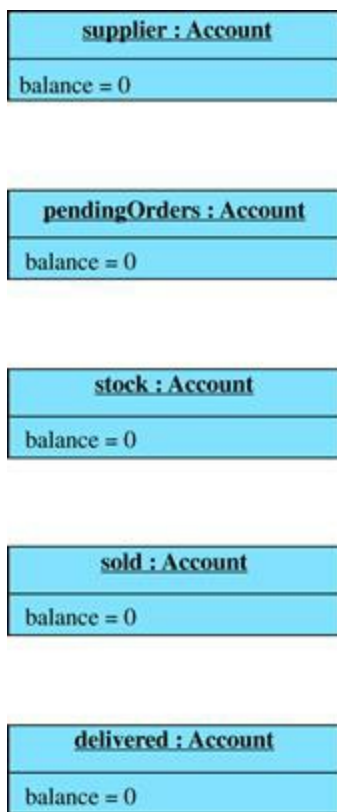 supplier : Account
balance = 0
pendingOrders : Account
balance = 0
stock : Account
balance = 0
sold : Account
balance = 0
delivered : Account
balance = 0